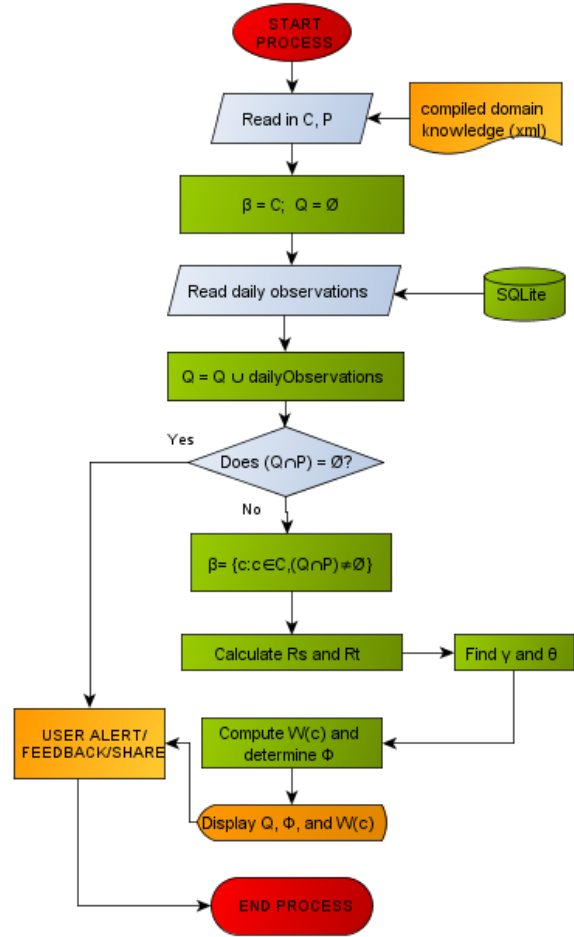 START
PROCESS
Read in C, P
compiled domain
knowledge (xml)
β = C;  Q = Ø
Read daily observations
SQLite
Q = Q ∪ dailyObservations
Yes
Does (Q∩P) = Ø?
No
β= {c:c∈C,(Q∩P)≠Ø}
Calculate Rs and Rt
Find γ and θ
USER ALERT/
FEEDBACK/SHARE
Compute W(c) and
determine Φ
Display Q, Φ, and W(c)
END PROCESS